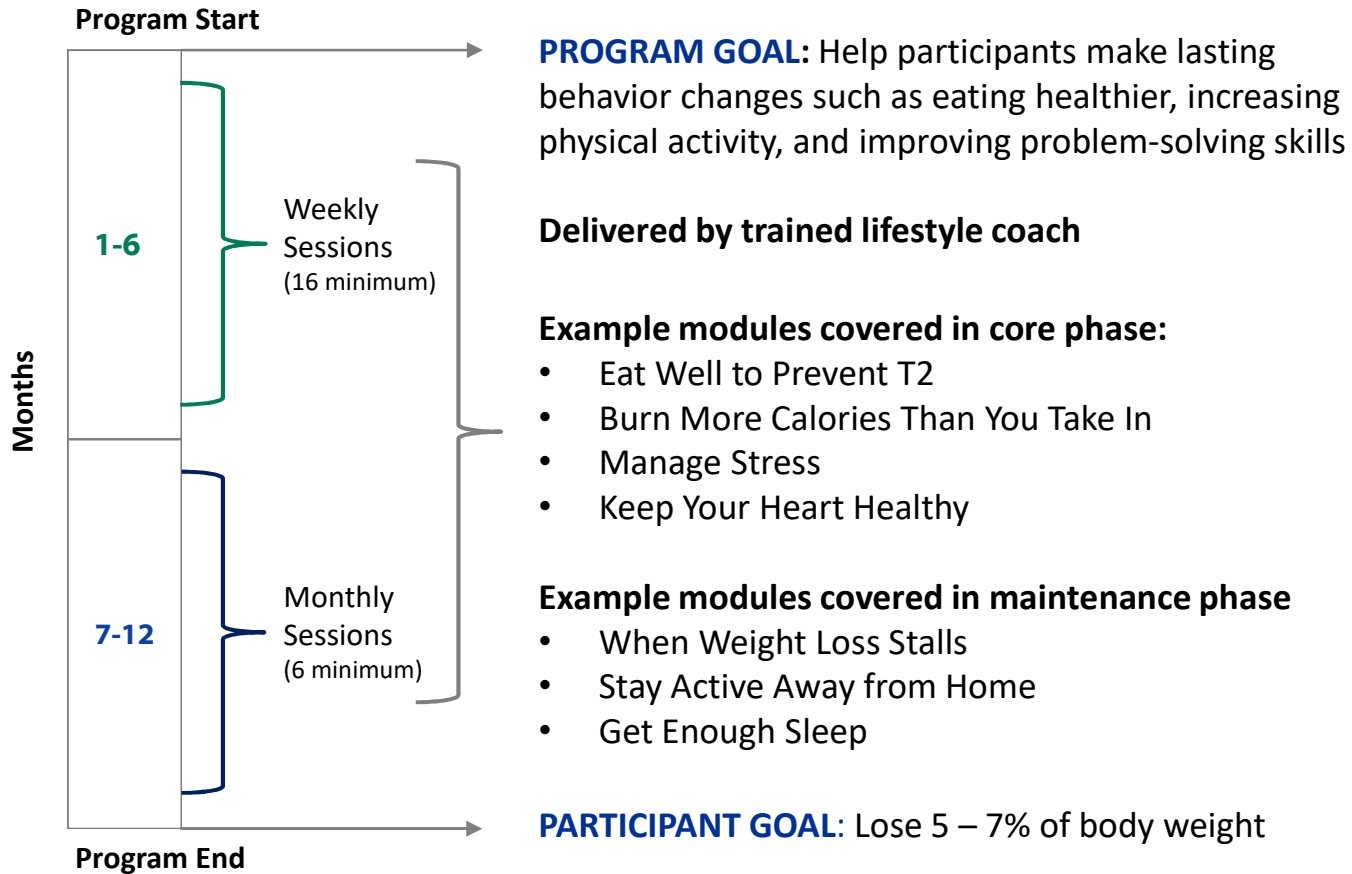 Program Start
Months
1-6
Weekly
Sessions
(16 minimum)
7-12
Monthly
Sessions
(6 minimum)
Program End
PROGRAM GOAL: Help participants make lasting
behavior changes such as eating healthier, increasing
physical activity, and improving problem-solving skills
Delivered by trained lifestyle coach
Example modules covered in core phase:
• Eat Well to Prevent T2
• Burn More Calories Than You Take In
• Manage Stress
• Keep Your Heart Healthy
Example modules covered in maintenance phase
• When Weight Loss Stalls
• Stay Active Away from Home
• Get Enough Sleep
PARTICIPANT GOAL: Lose 5 – 7% of body weight